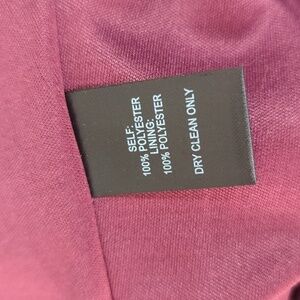 SELF:
100% POLYESTER
LINING:
100% POLYESTER
DRY CLEAN ONLY